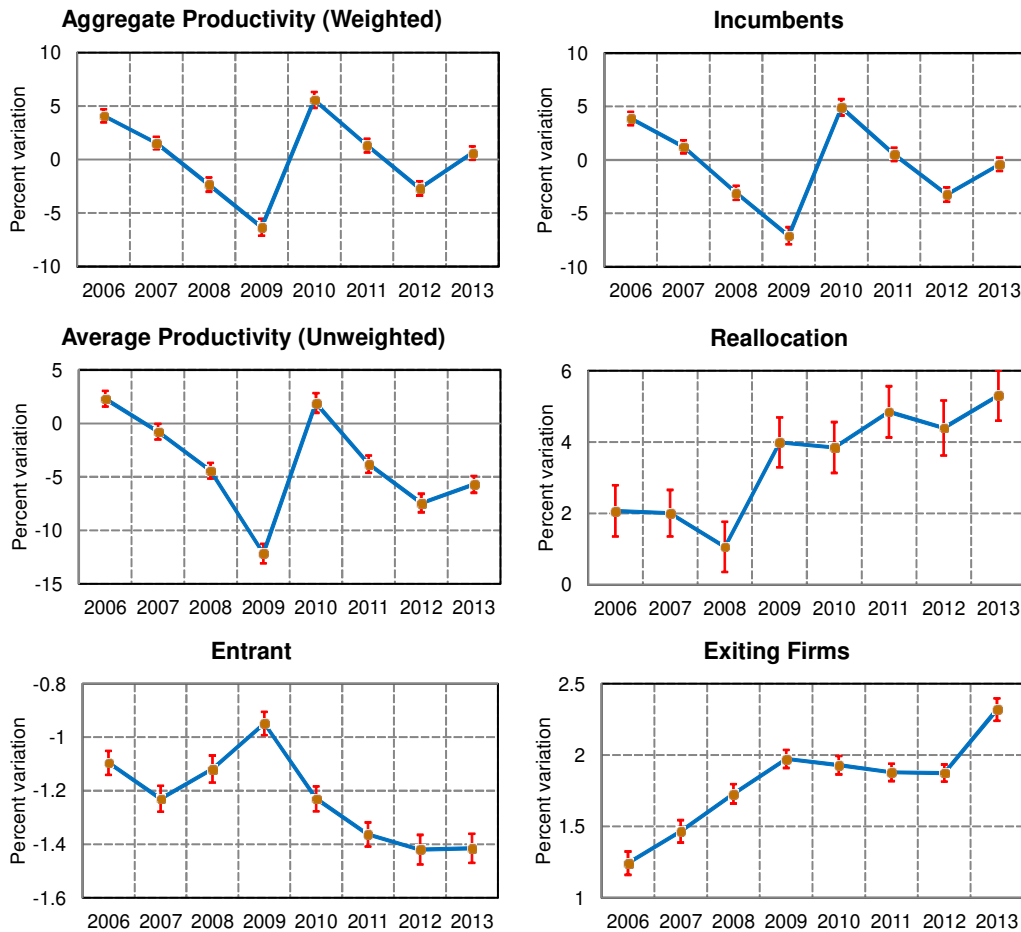 Aggregate Productivity (Weighted)
Percent variation
10
5
0
-5
-10
2006 2007 2008 2009 2010 2011 2012 2013
Incumbents
Percent variation
10
5
0
-5
-10
2006 2007 2008 2009 2010 2011 2012 2013
Average Productivity (Unweighted)
Percent variation
5
0
-5
-10
-15
2006 2007 2008 2009 2010 2011 2012 2013
Reallocation
Percent variation
6
4
2
0
2006 2007 2008 2009 2010 2011 2012 2013
Entrant
Percent variation
-0.8
-1
-1.2
-1.4
-1.6
2006 2007 2008 2009 2010 2011 2012 2013
Exiting Firms
Percent variation
2.5
2
1.5
1
2006 2007 2008 2009 2010 2011 2012 2013